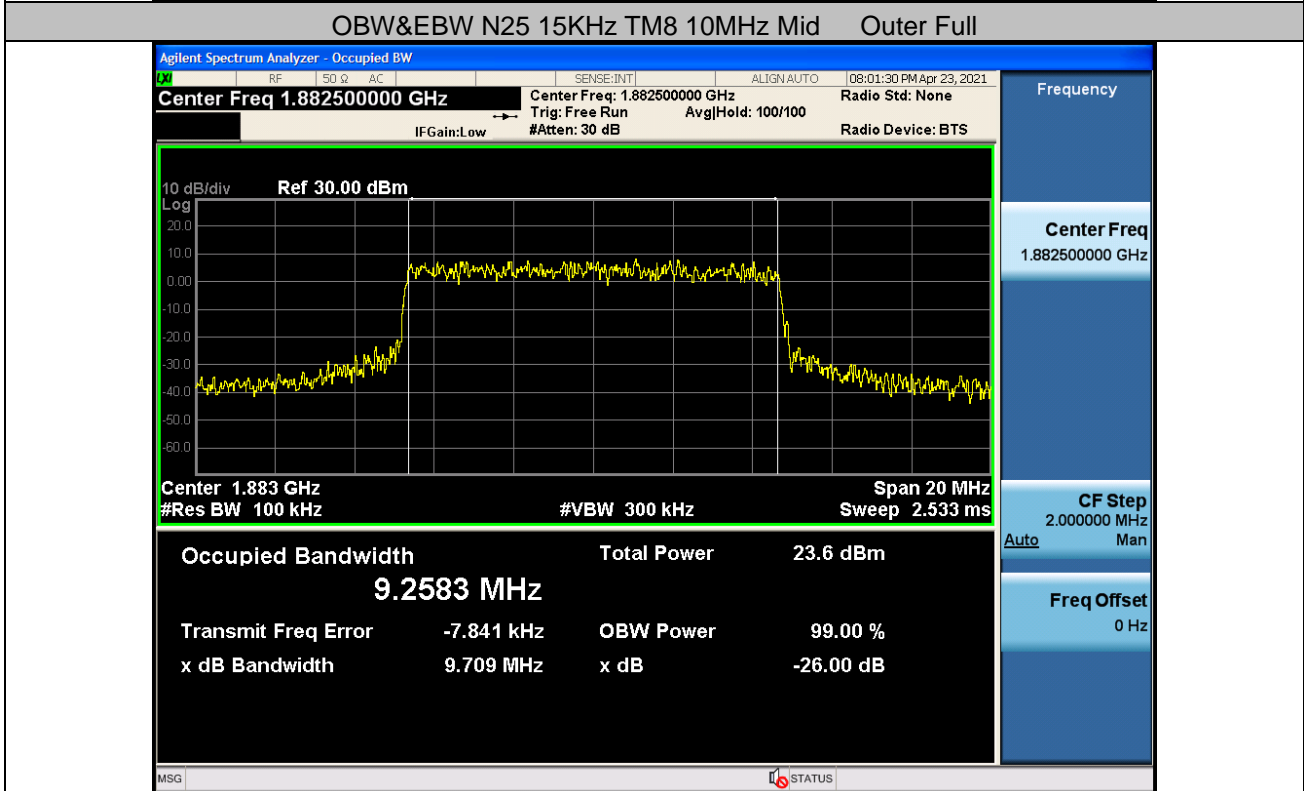 OBW&EBW N25 15KHz TM8 10MHz Mid Outer Full
Agilent Spectrum Analyzer - Occupied BW
LXI RF 50 Ω AC SENSE:INT ALIGN AUTO 08:01:30 PM Apr 23, 2021
Center Freq 1.882500000 GHz
Center Freq: 1.882500000 GHz
Radio Std: None
Trig: Free Run Avg|Hold: 100/100
IFGain:Low #Atten: 30 dB Radio Device: BTS
10 dB/div Ref 30.00 dBm
Log
20.0
10.0
0.00
-10.0
-20.0
-30.0
-40.0
-50.0
-60.0
Center 1.883 GHz Span 20 MHz
#Res BW 100 kHz #VBW 300 kHz Sweep 2.533 ms
Occupied Bandwidth Total Power 23.6 dBm
9.2583 MHz
Transmit Freq Error -7.841 kHz OBW Power 99.00 %
x dB Bandwidth 9.709 MHz x dB -26.00 dB
Frequency
Center Freq
1.882500000 GHz
CF Step
2.000000 MHz
Auto Man
Freq Offset
0 Hz
MSG STATUS